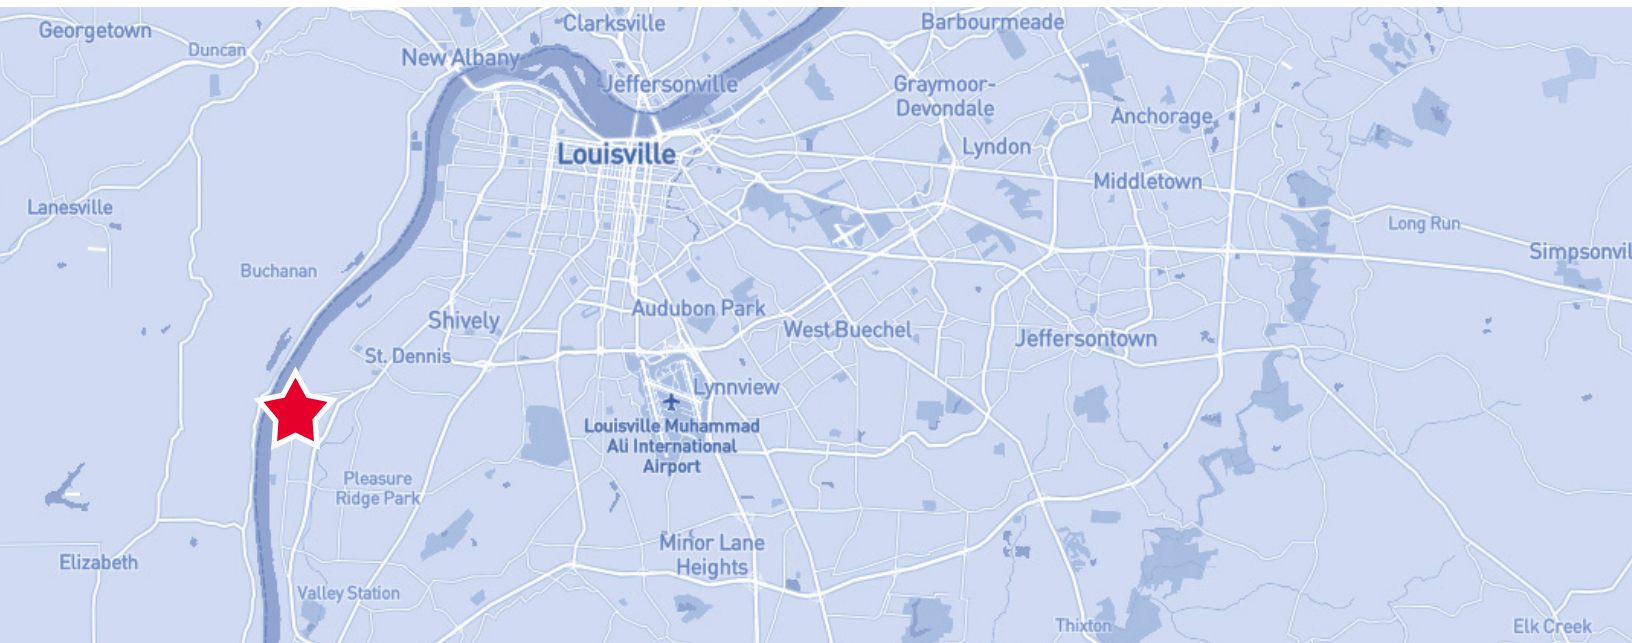 Georgetown
Duncan
New Albany
Clarksville
Jeffersonville
Barbourmeade
Graymoor-
Devondale
Anchorage
Lyndon
Louisville
Middletown
Lanesville
Long Run
Simpsonvil
Buchanan
Audubon Park
Shively
West Buechel
Jeffersontown
St. Dennis
Lynnview
Louisville Muhammad
Ali International
Airport
Pleasure
Ridge Park
Minor Lane
Heights
Elizabeth
Valley Station
Thixton
Elk Creek